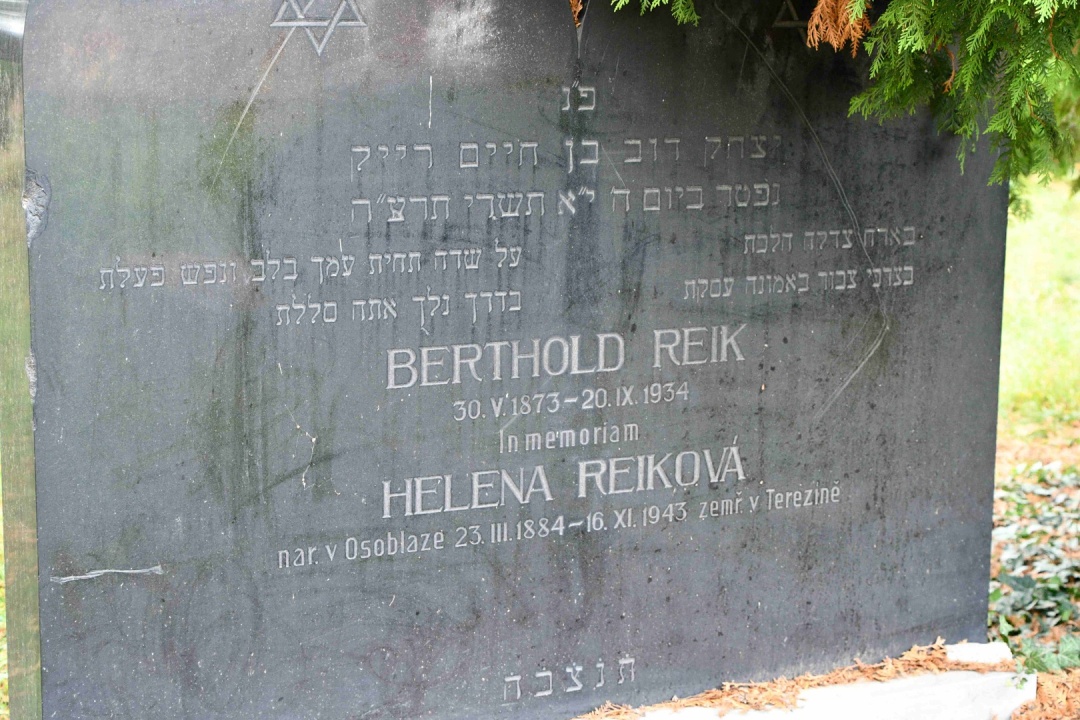 פ"נ
יצחק דוב בן חיים רייק
נפטר ביום ה' י"א תשרי תרצ"ה
בארח צדקה הלכת
בצרכי צבור באמונה עסקת
על שדה תחית עמך בלב ונפש פעלת
בדרך נלך אתה סללת
BERTHOLD REIK
30. V. 1873–20. IX. 1934
In memoriam
HELENA REIKOVÁ
nar. v Osoblaze 23. III. 1884–16. XI. 1943 zemř. v Terezíně
תנצבה